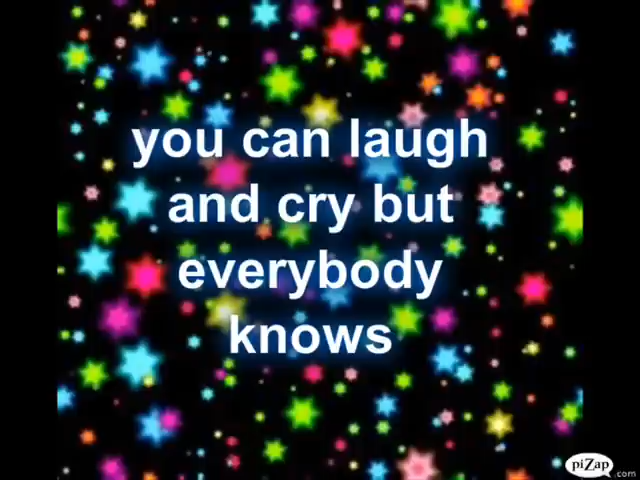 you can laugh
and cry but
everybody
knows
piZap
.com